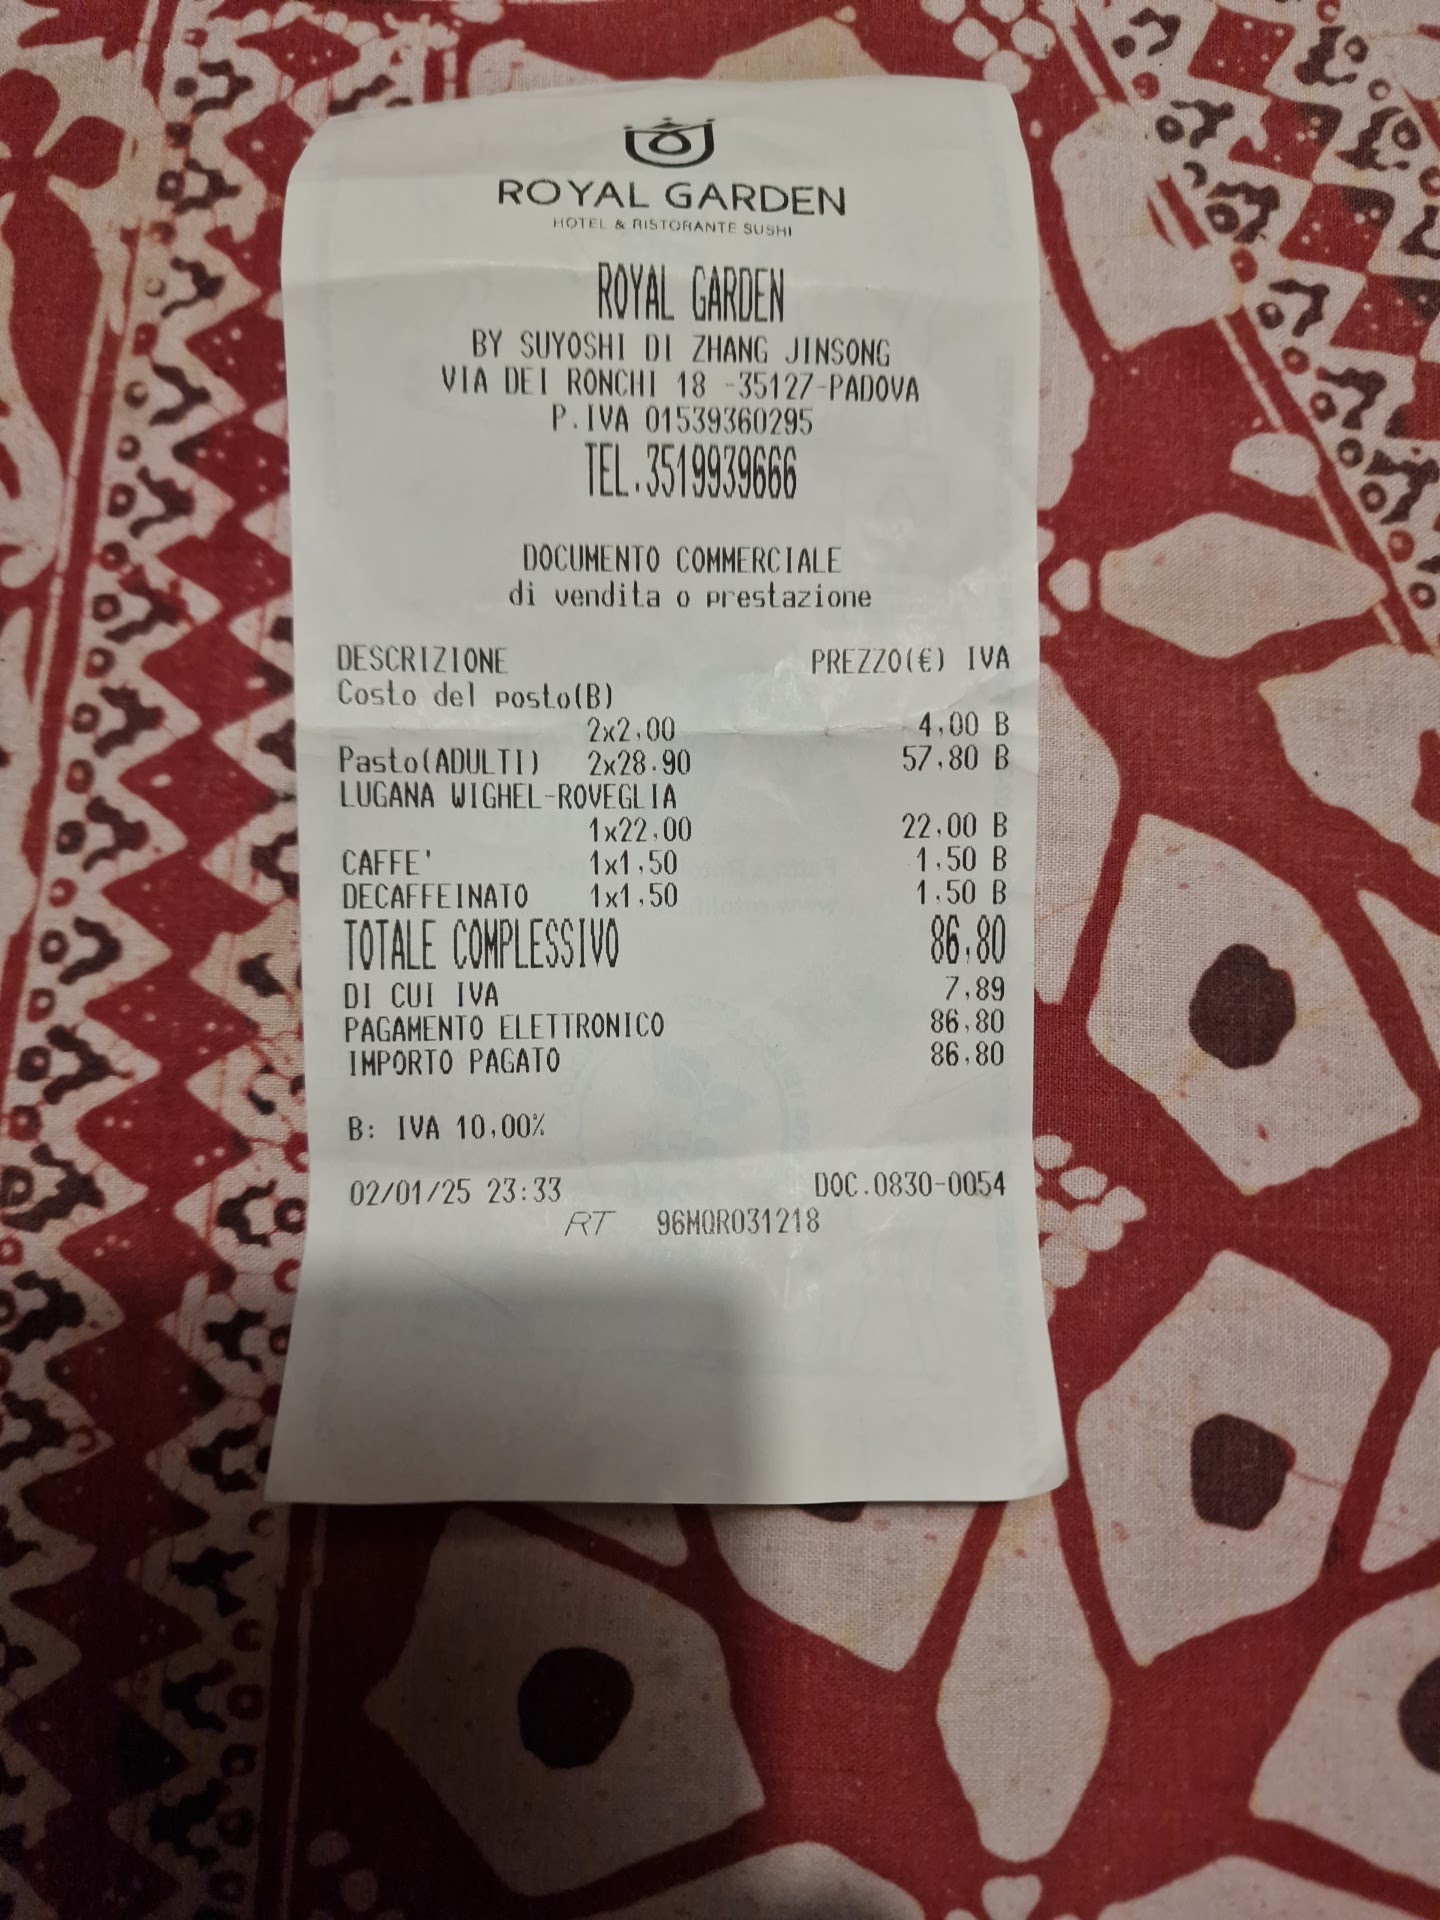 ROYAL GARDEN
HOTEL & RISTORANTE SUSHI
ROYAL GARDEN
BY SUYOSHI DI ZHANG JINSONG
VIA DEI RONCHI 18 -35127-PADOVA
P.IVA 01539360295
TEL.3519939666
DOCUMENTO COMMERCIALE
di vendita o prestazione
DESCRIZIONE PREZZO(€) IVA
Costo del posto(B)
2x2,00 4,00 B
Pasto(ADULTI) 2x28.90 57,80 B
LUGANA WIGHEL-ROVEGLIA
1x22,00 22,00 B
CAFFE' 1x1,50 1,50 B
DECAFFEINATO 1x1,50 1,50 B
TOTALE COMPLESSIVO 86,80
DI CUI IVA 7,89
PAGAMENTO ELETTRONICO 86,80
IMPORTO PAGATO 86,80
B: IVA 10,00%
02/01/25 23:33 DOC.0830-0054
RT 96MQR031218